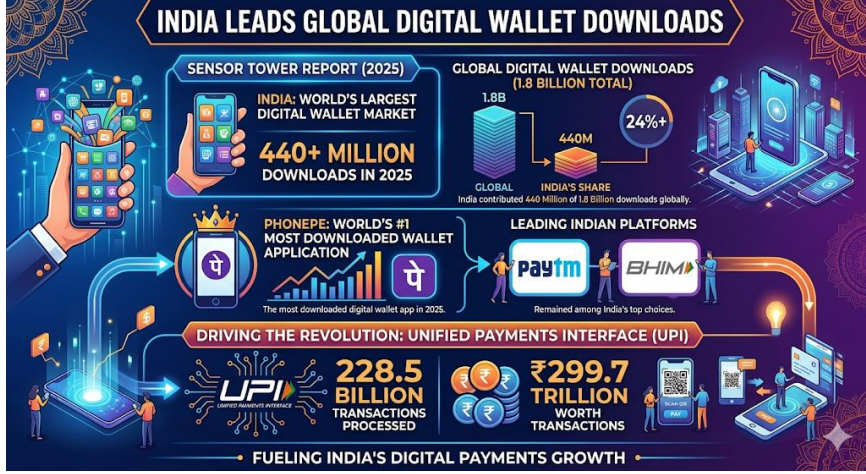 INDIA LEADS GLOBAL DIGITAL WALLET DOWNLOADS
SENSOR TOWER REPORT (2025)
INDIA: WORLD'S LARGEST
DIGITAL WALLET MARKET
440+ MILLION
DOWNLOADS IN 2025
GLOBAL DIGITAL WALLET DOWNLOADS
(1.8 BILLION TOTAL)
1.8B
440M
24%+
GLOBAL
INDIA'S SHARE
India contributed 440 Million of 1.8 Billion downloads globally.
पे
PHONEPE: WORLD'S #1
MOST DOWNLOADED WALLET
APPLICATION
पे
The most downloaded digital wallet app in 2025.
LEADING INDIAN PLATFORMS
paytm
BHIM
Remained among India's top choices.
DRIVING THE REVOLUTION: UNIFIED PAYMENTS INTERFACE (UPI)
₹
$
UPI
UNIFIED PAYMENTS INTERFACE
228.5
BILLION
TRANSACTIONS
PROCESSED
₹ ₹ ₹ ₹ ₹
₹299.7
TRILLION
WORTH
TRANSACTIONS
SCAN QR
PAY
FUELING INDIA'S DIGITAL PAYMENTS GROWTH